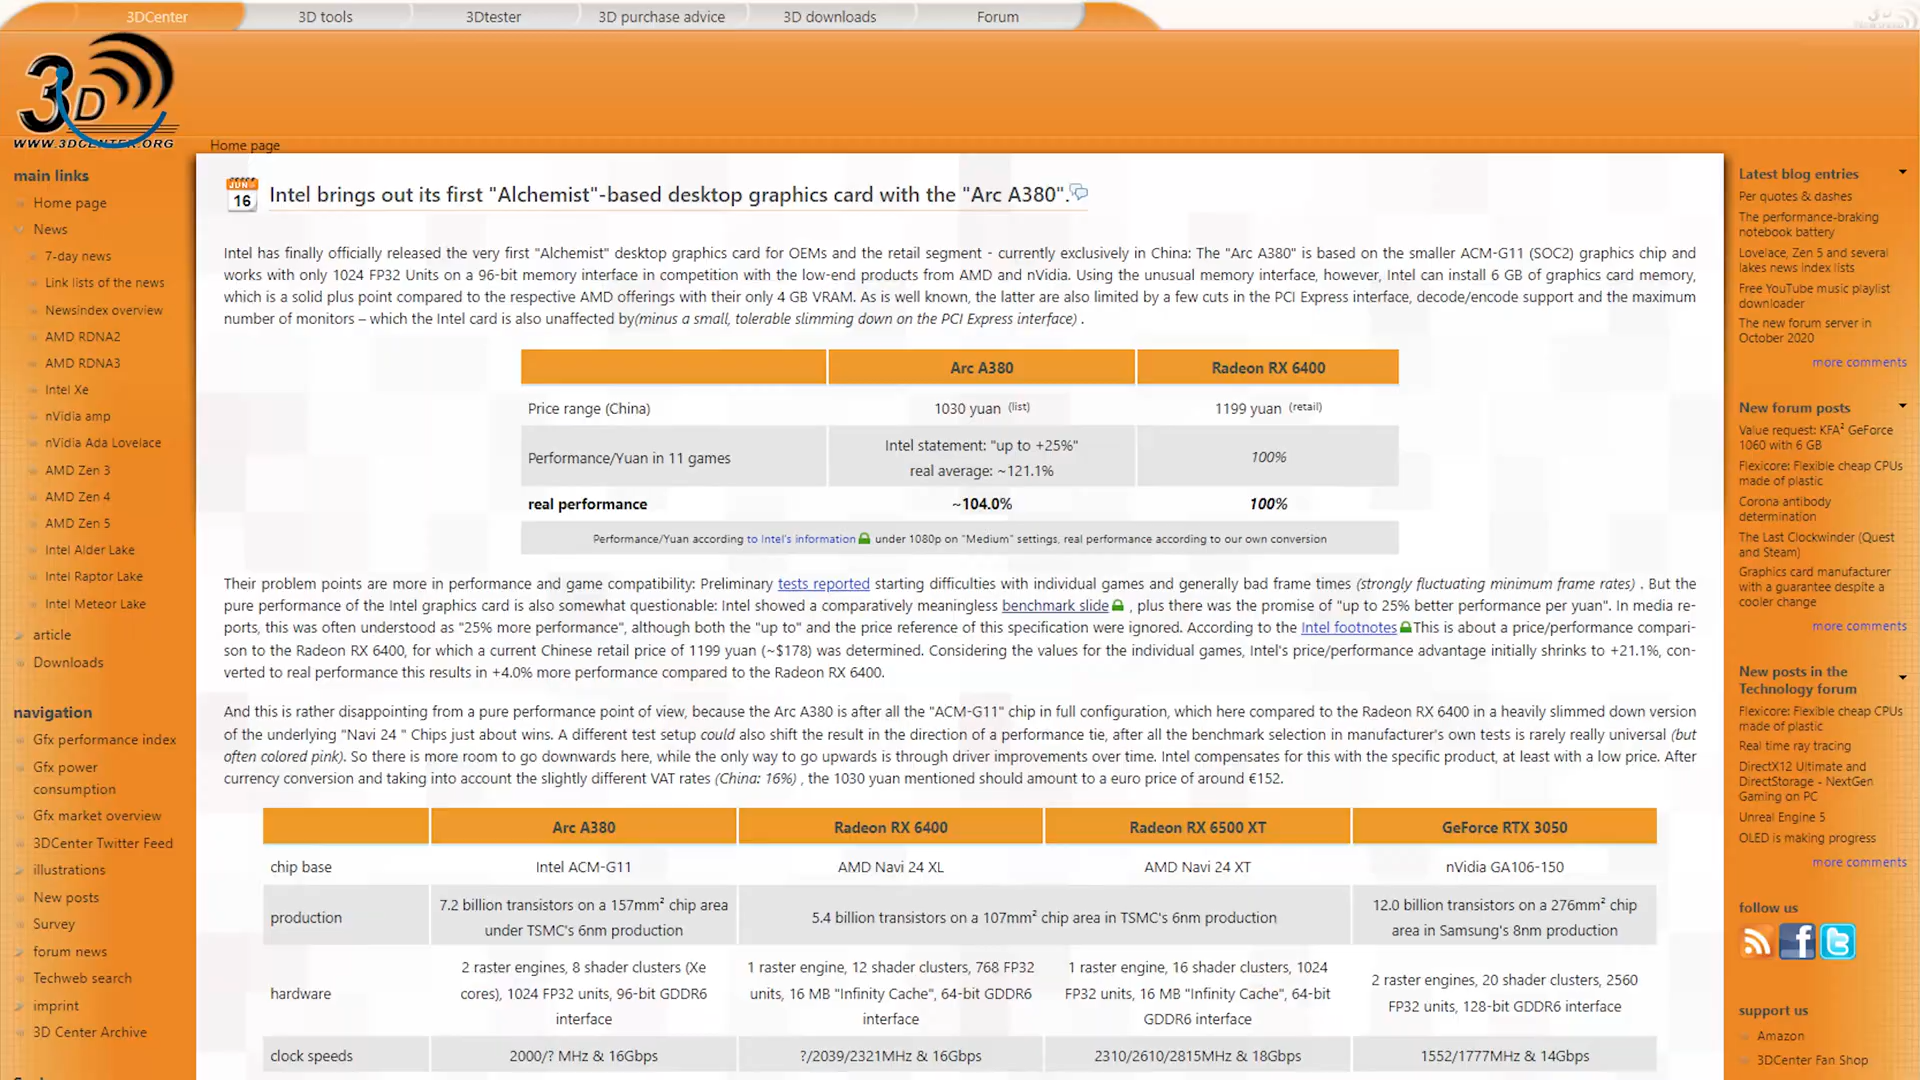 3DCenter
3D tools
3Dtester
3D purchase advice
3D downloads
Forum
3D
WWW.3DCENTER.ORG
Home page
main links
Home page
News
7-day news
Link lists of the news
Newsindex overview
AMD RDNA2
AMD RDNA3
Intel Xe
nVidia amp
nVidia Ada Lovelace
AMD Zen 3
AMD Zen 4
AMD Zen 5
Intel Alder Lake
Intel Raptor Lake
Intel Meteor Lake
article
Downloads
navigation
Gfx performance index
Gfx power
consumption
Gfx market overview
3DCenter Twitter Feed
illustrations
New posts
Survey
forum news
Techweb search
imprint
3D Center Archive
JUN
16
Intel brings out its first "Alchemist"-based desktop graphics card with the "Arc A380".
Intel has finally officially released the very first "Alchemist" desktop graphics card for OEMs and the retail segment - currently exclusively in China: The "Arc A380" is based on the smaller ACM-G11 (SOC2) graphics chip and
works with only 1024 FP32 Units on a 96-bit memory interface in competition with the low-end products from AMD and nVidia. Using the unusual memory interface, however, Intel can install 6 GB of graphics card memory,
which is a solid plus point compared to the respective AMD offerings with their only 4 GB VRAM. As is well known, the latter are also limited by a few cuts in the PCI Express interface, decode/encode support and the maximum
number of monitors – which the Intel card is also unaffected by(minus a small, tolerable slimming down on the PCI Express interface) .
Arc A380
Radeon RX 6400
Price range (China)
1030 yuan (list)
1199 yuan (retail)
Performance/Yuan in 11 games
Intel statement: "up to +25%"
real average: ~121.1%
100%
real performance
~104.0%
100%
Performance/Yuan according to Intel's information under 1080p on "Medium" settings, real performance according to our own conversion
Their problem points are more in performance and game compatibility: Preliminary tests reported starting difficulties with individual games and generally bad frame times (strongly fluctuating minimum frame rates) . But the
pure performance of the Intel graphics card is also somewhat questionable: Intel showed a comparatively meaningless benchmark slide , plus there was the promise of "up to 25% better performance per yuan". In media re-
ports, this was often understood as "25% more performance", although both the "up to" and the price reference of this specification were ignored. According to the Intel footnotes This is about a price/performance compari-
son to the Radeon RX 6400, for which a current Chinese retail price of 1199 yuan (~$178) was determined. Considering the values for the individual games, Intel's price/performance advantage initially shrinks to +21.1%, con-
verted to real performance this results in +4.0% more performance compared to the Radeon RX 6400.
And this is rather disappointing from a pure performance point of view, because the Arc A380 is after all the "ACM-G11" chip in full configuration, which here compared to the Radeon RX 6400 in a heavily slimmed down version
of the underlying "Navi 24 " Chips just about wins. A different test setup could also shift the result in the direction of a performance tie, after all the benchmark selection in manufacturer's own tests is rarely really universal (but
often colored pink). So there is more room to go downwards here, while the only way to go upwards is through driver improvements over time. Intel compensates for this with the specific product, at least with a low price. After
currency conversion and taking into account the slightly different VAT rates (China: 16%) , the 1030 yuan mentioned should amount to a euro price of around €152.
Arc A380
Radeon RX 6400
Radeon RX 6500 XT
GeForce RTX 3050
chip base
Intel ACM-G11
AMD Navi 24 XL
AMD Navi 24 XT
nVidia GA106-150
production
7.2 billion transistors on a 157mm² chip area
under TSMC's 6nm production
5.4 billion transistors on a 107mm² chip area in TSMC's 6nm production
12.0 billion transistors on a 276mm² chip
area in Samsung's 8nm production
hardware
2 raster engines, 8 shader clusters (Xe
cores), 1024 FP32 units, 96-bit GDDR6
interface
1 raster engine, 12 shader clusters, 768 FP32
units, 16 MB "Infinity Cache", 64-bit GDDR6
interface
1 raster engine, 16 shader clusters, 1024
FP32 units, 16 MB "Infinity Cache", 64-bit
GDDR6 interface
2 raster engines, 20 shader clusters, 2560
FP32 units, 128-bit GDDR6 interface
clock speeds
2000/? MHz & 16Gbps
?/2039/2321MHz & 16Gbps
2310/2610/2815MHz & 18Gbps
1552/1777MHz & 14Gbps
Latest blog entries
Per quotes & dashes
The performance-braking
notebook battery
Lovelace, Zen 5 and several
lakes news index lists
Free YouTube music playlist
downloader
The new forum server in
October 2020
more comments
New forum posts
Value request: KFA² GeForce
1060 with 6 GB
Flexicore: Flexible cheap CPUs
made of plastic
Corona antibody
determination
The Last Clockwinder (Quest
and Steam)
Graphics card manufacturer
with a guarantee despite a
cooler change
more comments
New posts in the
Technology forum
Flexicore: Flexible cheap CPUs
made of plastic
Real time ray tracing
DirectX12 Ultimate and
DirectStorage - NextGen
Gaming on PC
Unreal Engine 5
OLED is making progress
more comments
follow us
support us
Amazon
3DCenter Fan Shop